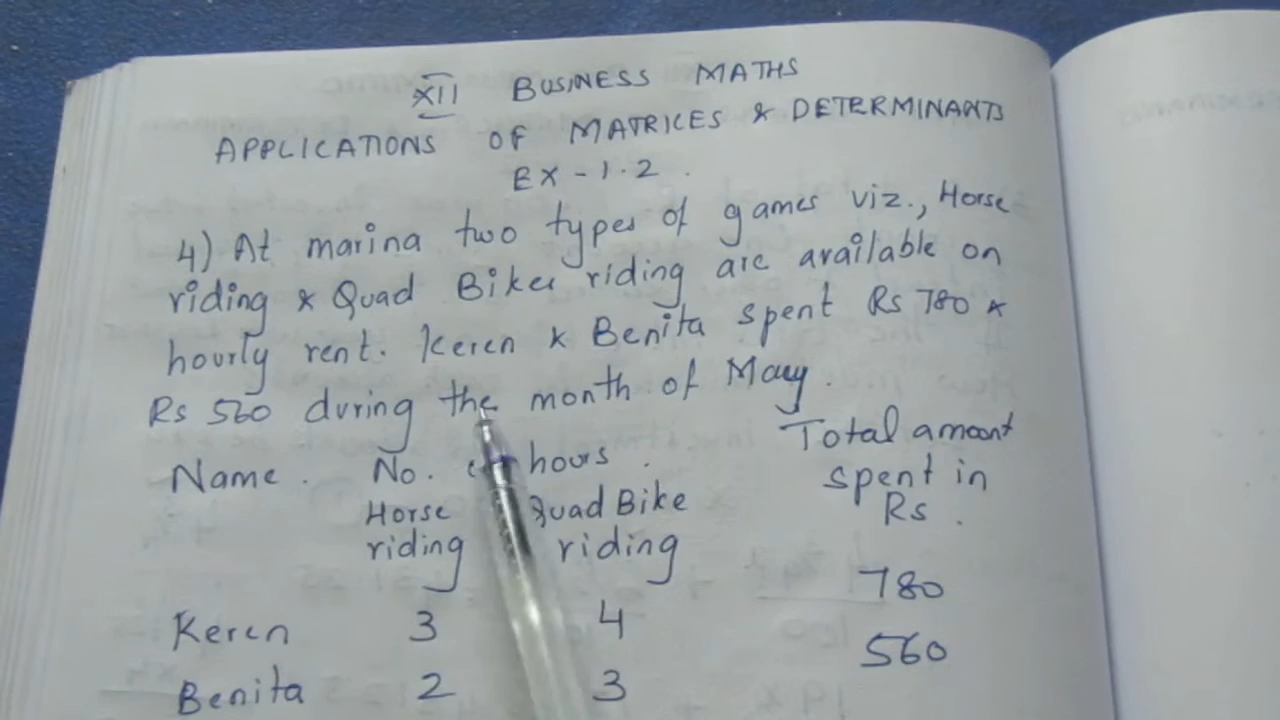 XII BUSINESS MATHS
APPLICATIONS OF MATRICES & DETERMINANTS
EX - 1.2
4) At marina two types of games viz., Horse
riding & Quad Bikes riding are available on
hourly rent. Keren & Benita spent Rs 780 &
Rs 560 during the month of May.
Name. No. hours. Total amount spent in Rs.
Horse riding Quad Bike riding
Keren 3 4 780
Benita 2 3 560